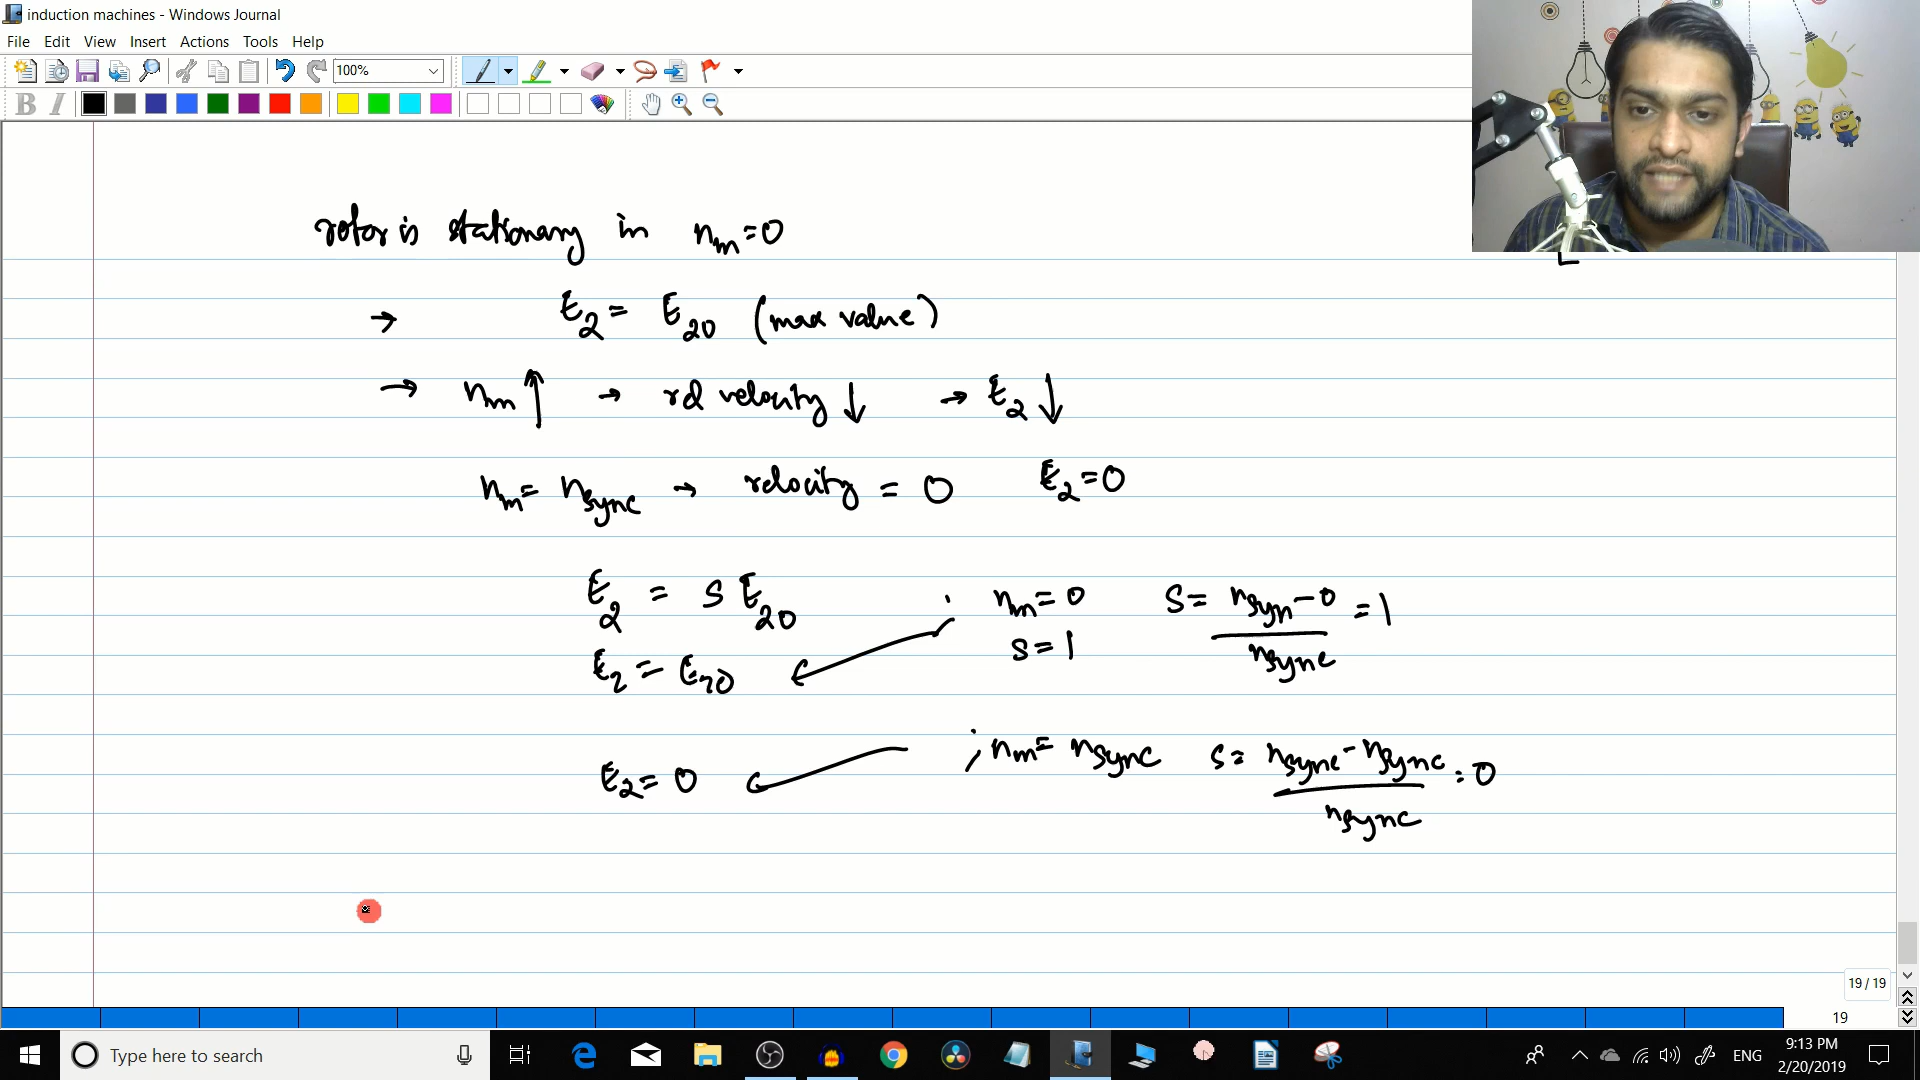 induction machines - Windows Journal
File Edit View Insert Actions Tools Help
100%
B I
rotor is stationary in nm=0
→ E2 = E20 (max value)
→ nm ↑ → rel velocity ↓ → E2 ↓
nm = nsync → velocity = 0 E2=0
E2 = S E20 ; nm=0 S = nsyn-0 / nsync = 1
E2 = E20 S=1
E2 = 0 ; nm = nsync S = nsync-nsync / nsync = 0
19 / 19
19
Type here to search
ENG
9:13 PM
2/20/2019